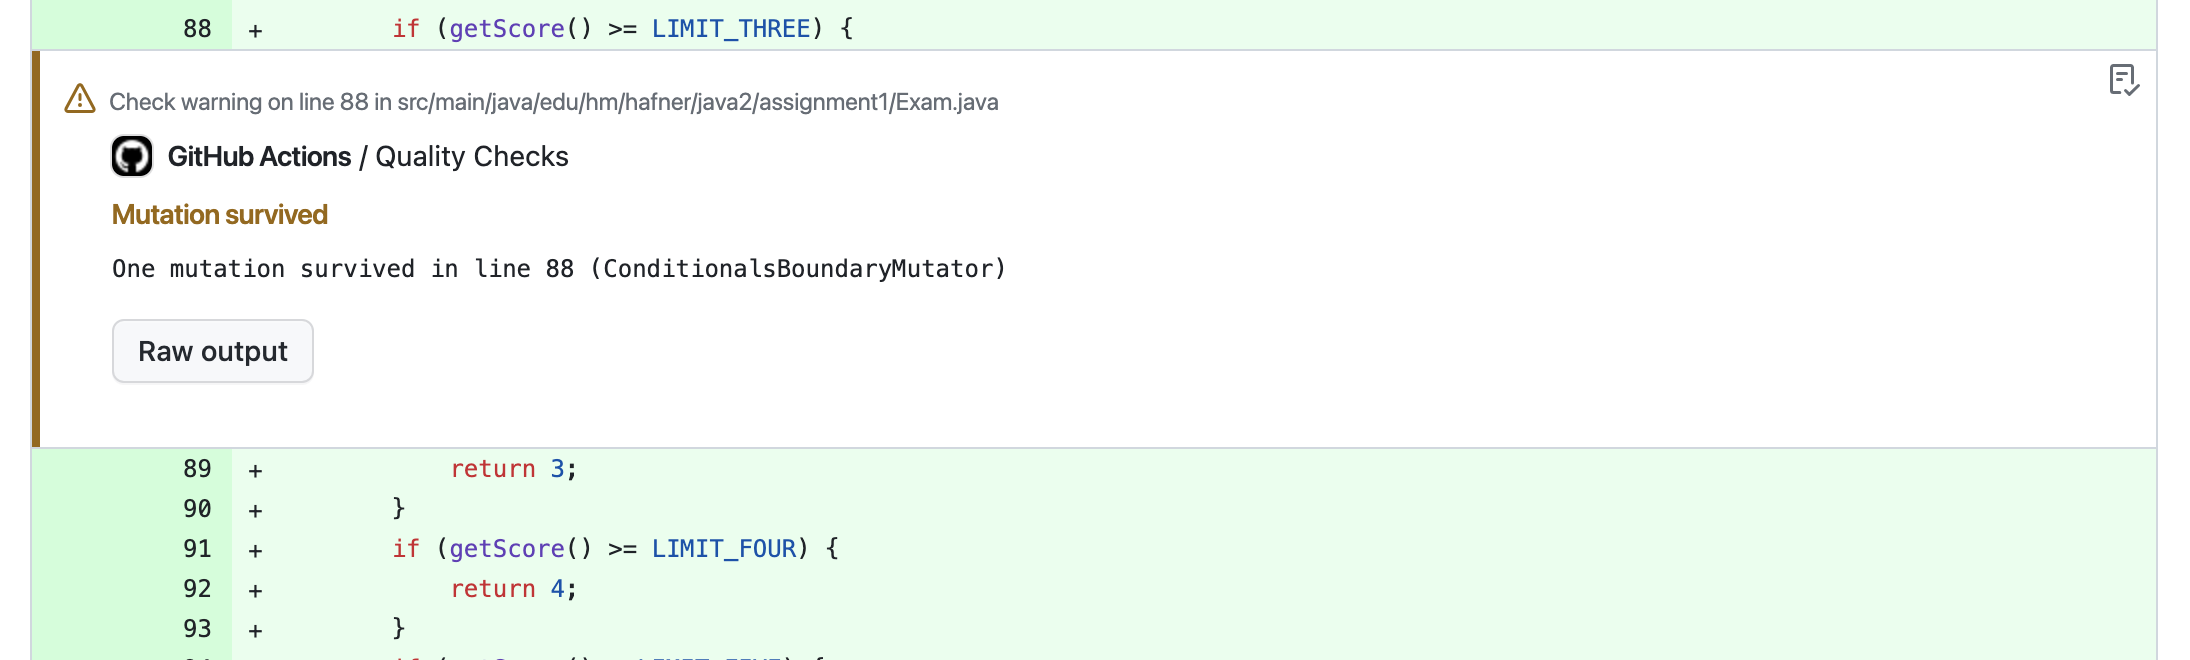 88 + if (getScore() >= LIMIT_THREE) {
Check warning on line 88 in src/main/java/edu/hm/hafner/java2/assignment1/Exam.java
GitHub Actions / Quality Checks
Mutation survived
One mutation survived in line 88 (ConditionalsBoundaryMutator)
Raw output
89 + return 3;
90 + }
91 + if (getScore() >= LIMIT_FOUR) {
92 + return 4;
93 + }